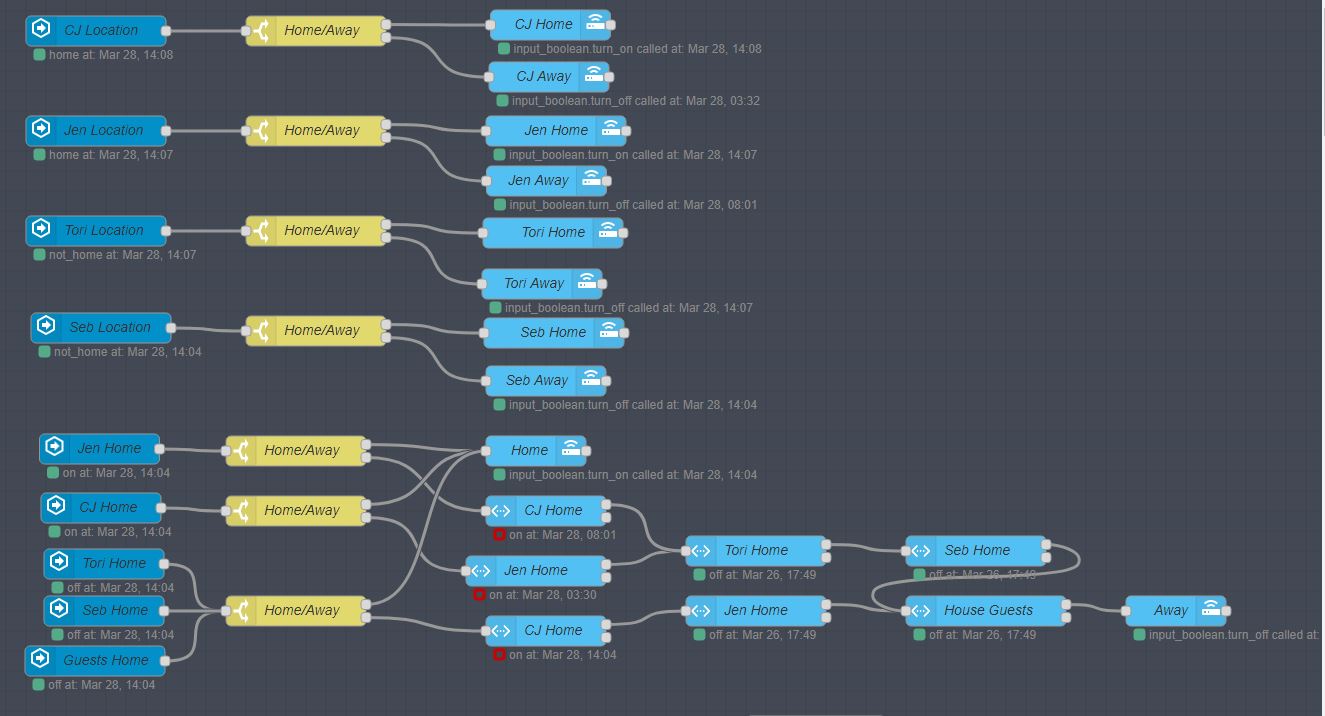 CJ Location
home at: Mar 28, 14:08
Home/Away
CJ Home
input_boolean.turn_on called at: Mar 28, 14:08
CJ Away
input_boolean.turn_off called at: Mar 28, 03:32
Jen Location
home at: Mar 28, 14:07
Home/Away
Jen Home
input_boolean.turn_on called at: Mar 28, 14:07
Jen Away
input_boolean.turn_off called at: Mar 28, 08:01
Tori Location
not_home at: Mar 28, 14:07
Home/Away
Tori Home
Tori Away
input_boolean.turn_off called at: Mar 28, 14:07
Seb Location
not_home at: Mar 28, 14:04
Home/Away
Seb Home
Seb Away
input_boolean.turn_off called at: Mar 28, 14:04
Jen Home
on at: Mar 28, 14:04
Home/Away
Home
input_boolean.turn_on called at: Mar 28, 14:04
CJ Home
on at: Mar 28, 14:04
Home/Away
CJ Home
on at: Mar 28, 08:01
Tori Home
off at: Mar 28, 14:04
Jen Home
on at: Mar 28, 03:30
Tori Home
off at: Mar 26, 17:49
Seb Home
off at: Mar 26, 17:49
Seb Home
off at: Mar 28, 14:04
Home/Away
CJ Home
on at: Mar 28, 14:04
Jen Home
off at: Mar 26, 17:49
House Guests
off at: Mar 26, 17:49
Away
input_boolean.turn_off called at:
Guests Home
off at: Mar 28, 14:04